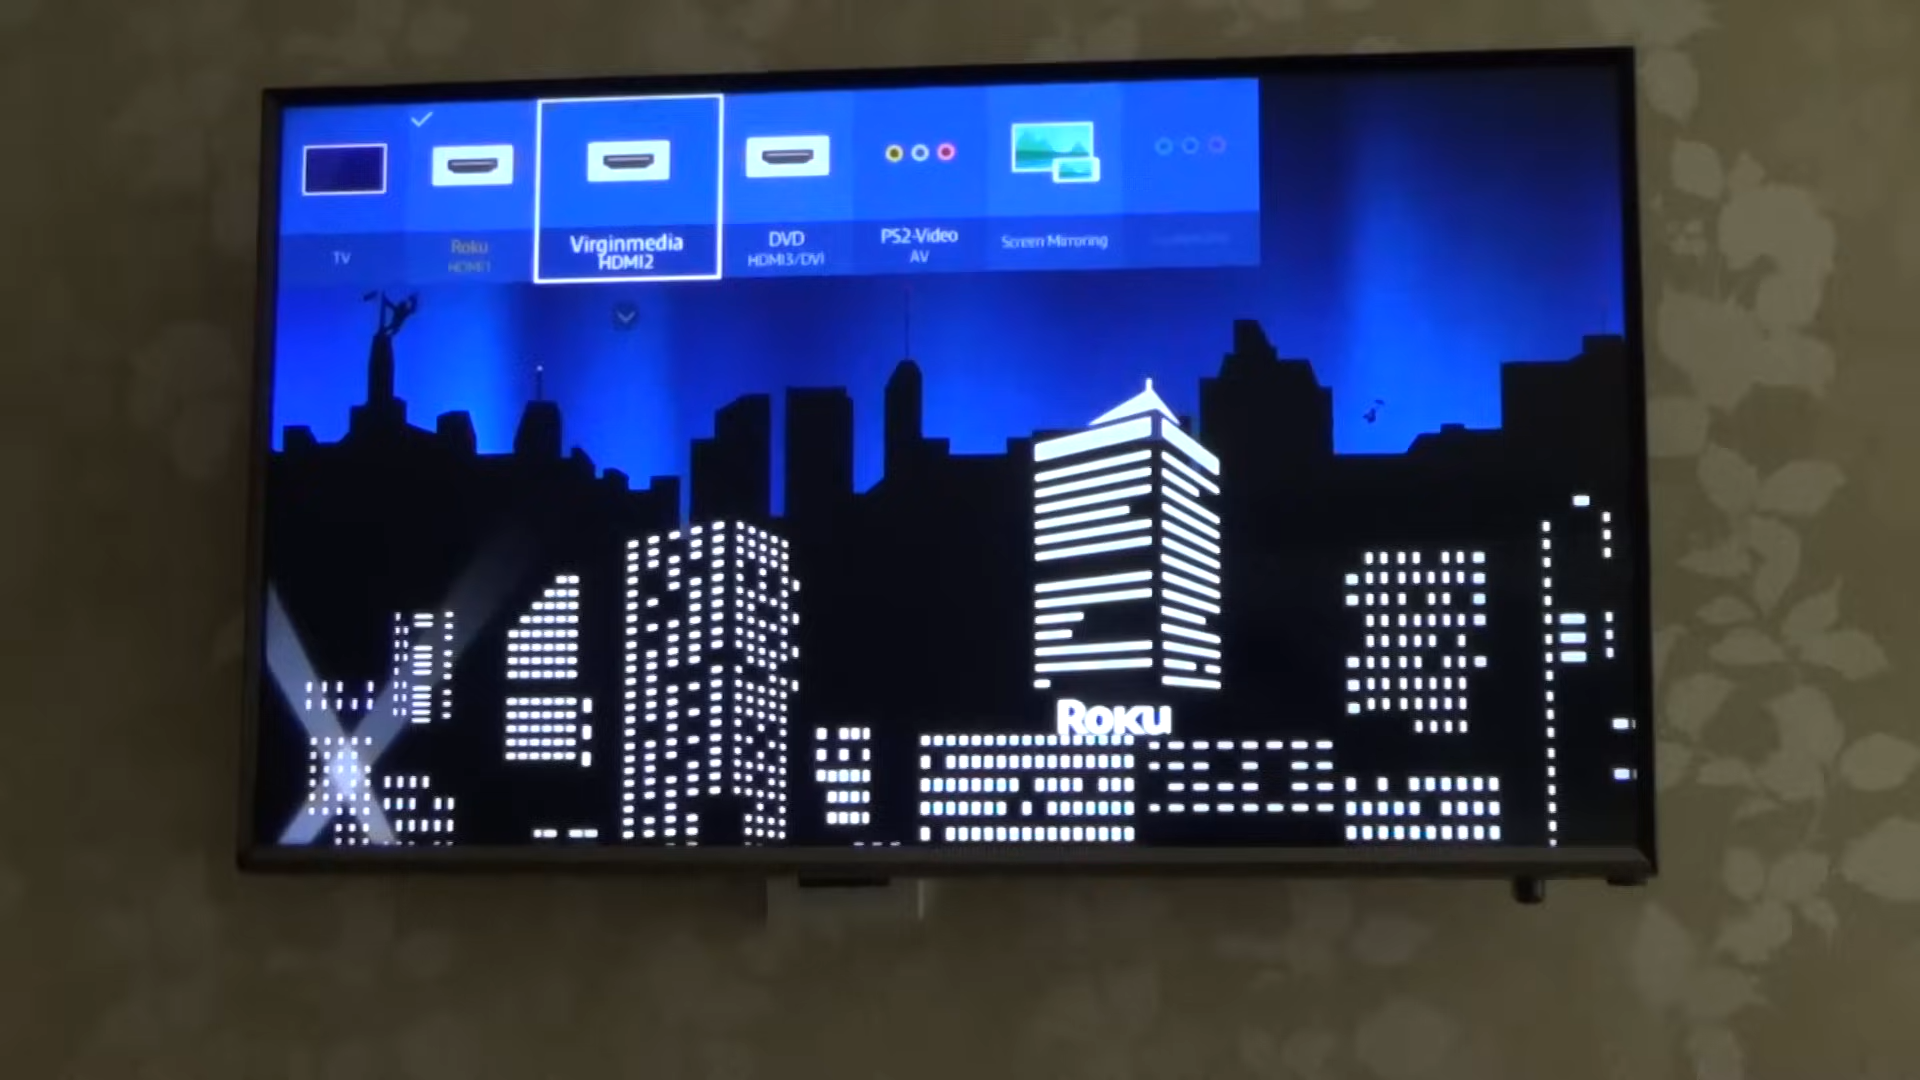 TV
Roku
HDMI1
Virginmedia
HDMI2
DVD
HDMI3/DVI
PS2-Video
AV
Screen Mirroring
Roku